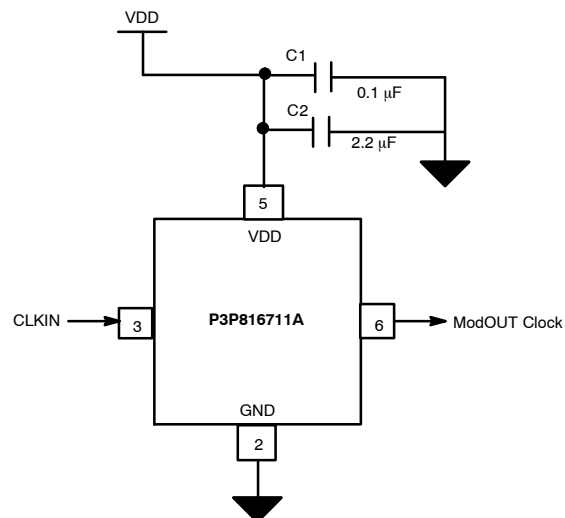 VDD
C1
0.1 μF
C2
2.2 μF
5
VDD
CLKIN
3
P3P816711A
6
ModOUT Clock
GND
2